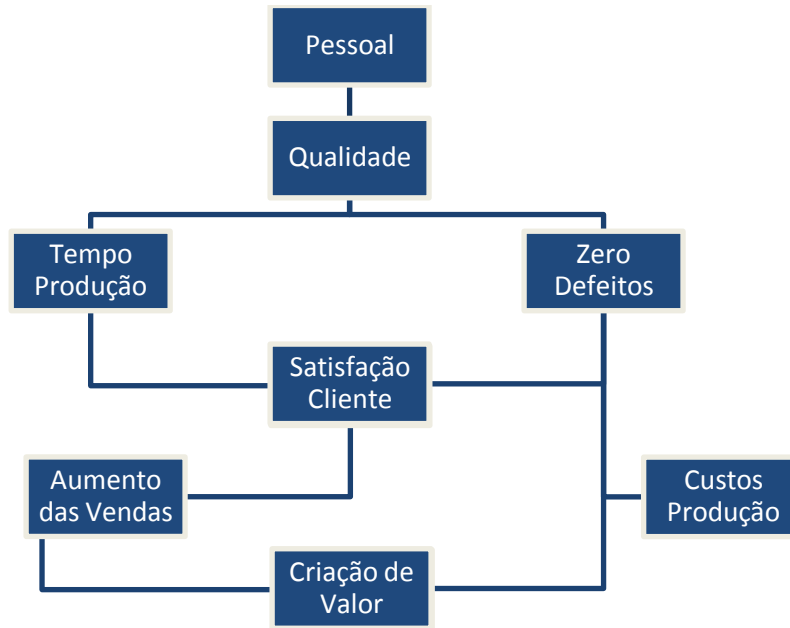 Pessoal
Qualidade
Tempo
Produção
Zero
Defeitos
Satisfação
Cliente
Aumento
das Vendas
Custos
Produção
Criação de
Valor